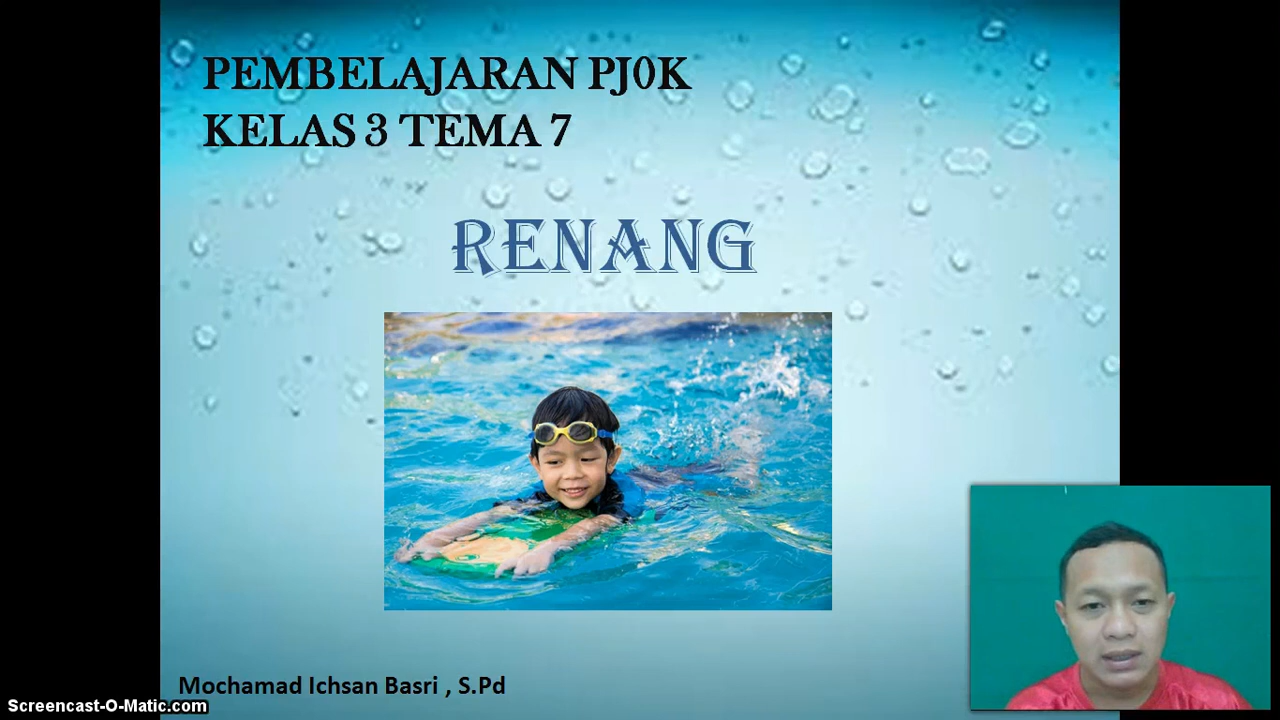 PEMBELAJARAN PJ0K
KELAS 3 TEMA 7
RENANG
Mochamad Ichsan Basri , S.Pd
Screencast-O-Matic.com